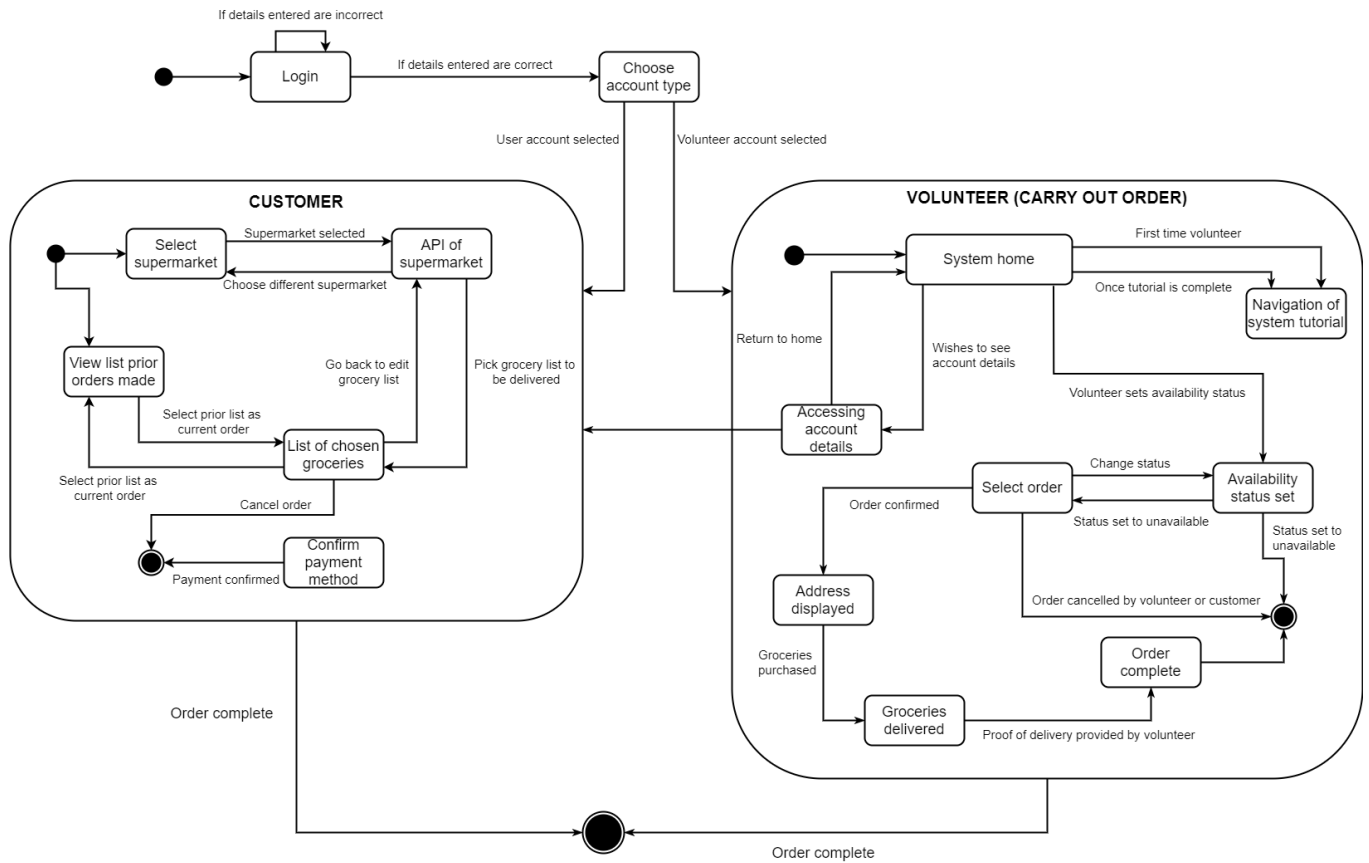 If details entered are incorrect
Login
If details entered are correct
Choose
account type
User account selected
Volunteer account selected
CUSTOMER
Select
supermarket
Supermarket selected
API of
supermarket
Choose different supermarket
View list prior
orders made
Go back to edit
grocery list
Pick grocery list to
be delivered
Select prior list as
current order
List of chosen
groceries
Select prior list as
current order
Cancel order
Confirm
payment
method
Payment confirmed
VOLUNTEER (CARRY OUT ORDER)
System home
First time volunteer
Once tutorial is complete
Navigation of
system tutorial
Return to home
Wishes to see
account details
Volunteer sets availability status
Accessing
account
details
Select order
Change status
Availability
status set
Order confirmed
Status set to unavailable
Status set to
unavailable
Address
displayed
Order cancelled by volunteer or customer
Groceries
purchased
Order
complete
Groceries
delivered
Proof of delivery provided by volunteer
Order complete
Order complete